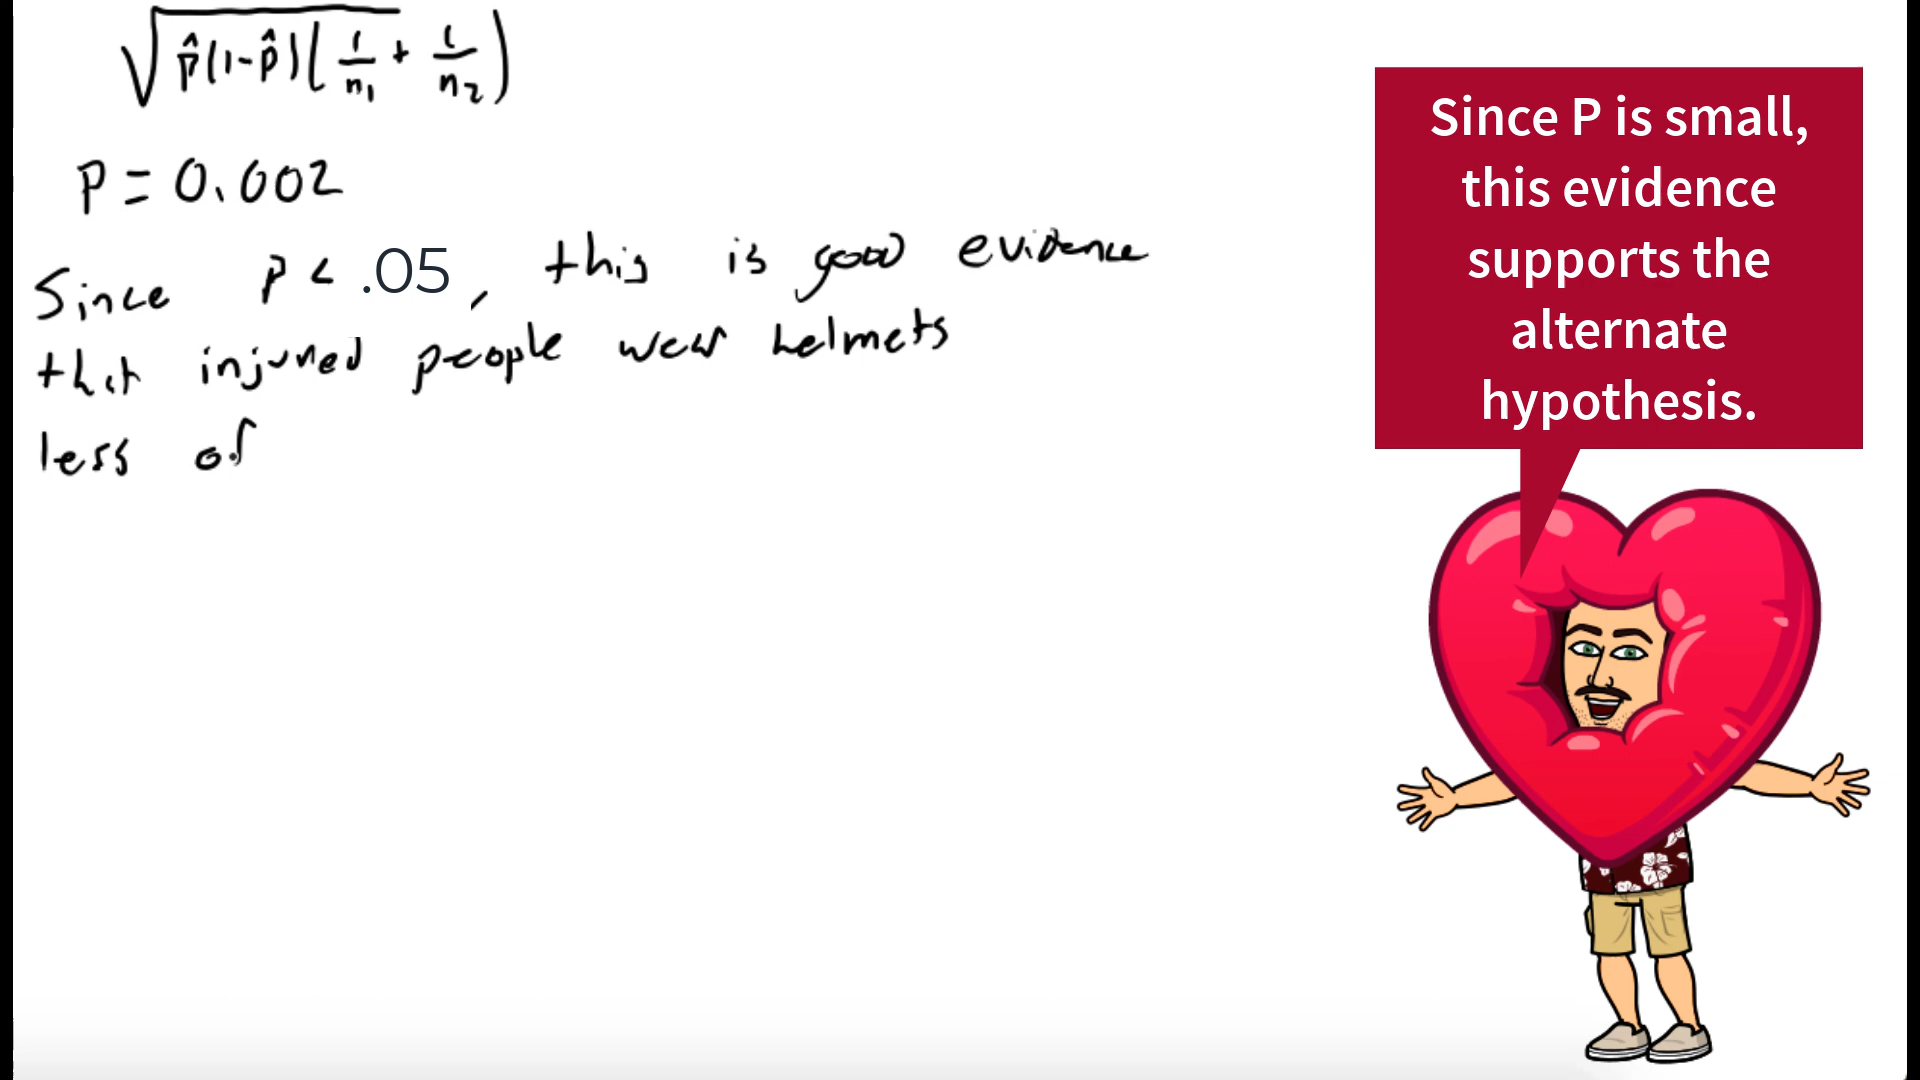 √p̂(1-p̂)(1/n₁ + 1/n₂)
P = 0.002
Since p < .05, this is good evidence
that injured people wear helmets
less of
Since P is small,
this evidence
supports the
alternate
hypothesis.